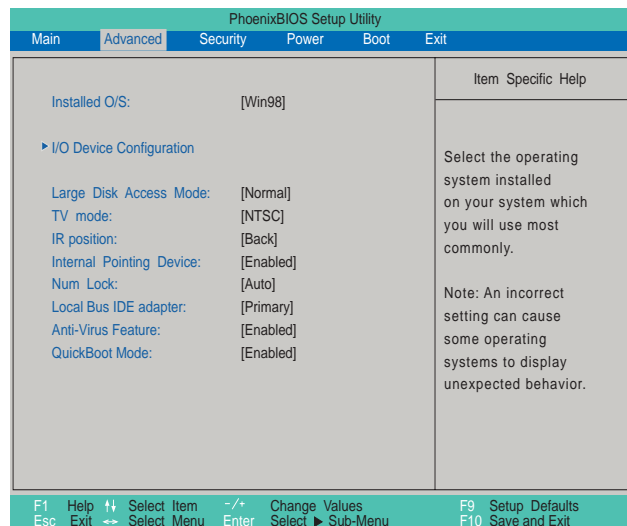 PhoenixBIOS Setup Utility
Main Advanced Security Power Boot Exit
Item Specific Help
Installed O/S: [Win98]
I/O Device Configuration
Large Disk Access Mode: [Normal]
TV mode: [NTSC]
IR position: [Back]
Internal Pointing Device: [Enabled]
Num Lock: [Auto]
Local Bus IDE adapter: [Primary]
Anti-Virus Feature: [Enabled]
QuickBoot Mode: [Enabled]
Select the operating
system installed
on your system which
you will use most
commonly.
Note: An incorrect
setting can cause
some operating
systems to display
unexpected behavior.
F1 Help ↑↓ Select Item -/+ Change Values F9 Setup Defaults
Esc Exit ↔ Select Menu Enter Select ▶ Sub-Menu F10 Save and Exit